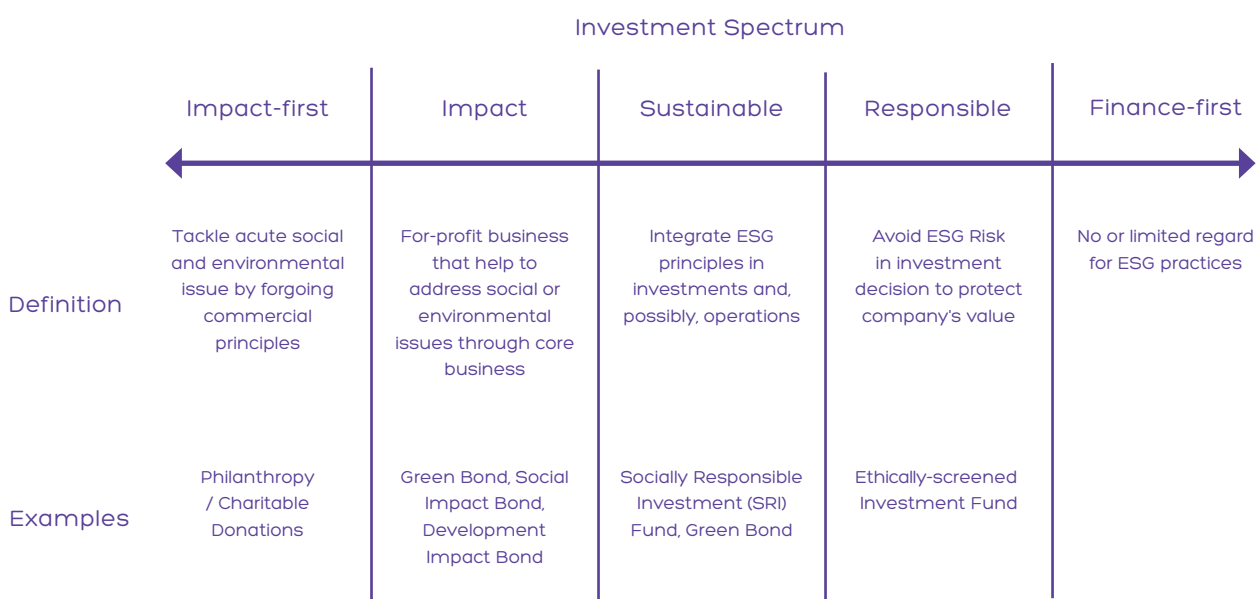 Investment Spectrum
Impact-first
Impact
Sustainable
Responsible
Finance-first
Definition
Tackle acute social
and environmental
issue by forgoing
commercial
principles
For-profit business
that help to
address social or
environmental
issues through core
business
Integrate ESG
principles in
investments and,
possibly, operations
Avoid ESG Risk
in investment
decision to protect
company's value
No or limited regard
for ESG practices
Examples
Philanthropy
/ Charitable
Donations
Green Bond, Social
Impact Bond,
Development
Impact Bond
Socially Responsible
Investment (SRI)
Fund, Green Bond
Ethically-screened
Investment Fund